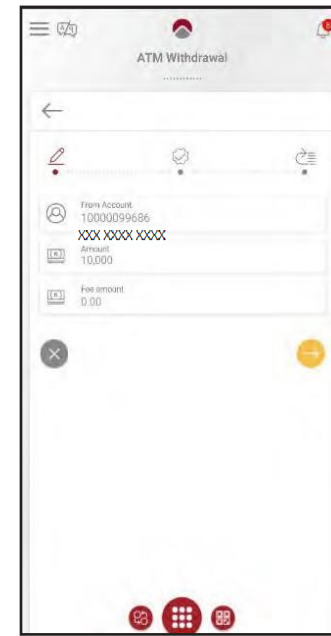 ATM Withdrawal
From Account
10000099686
XXX XXXX XXXX
Amount
10,000
Fee amount
0.00